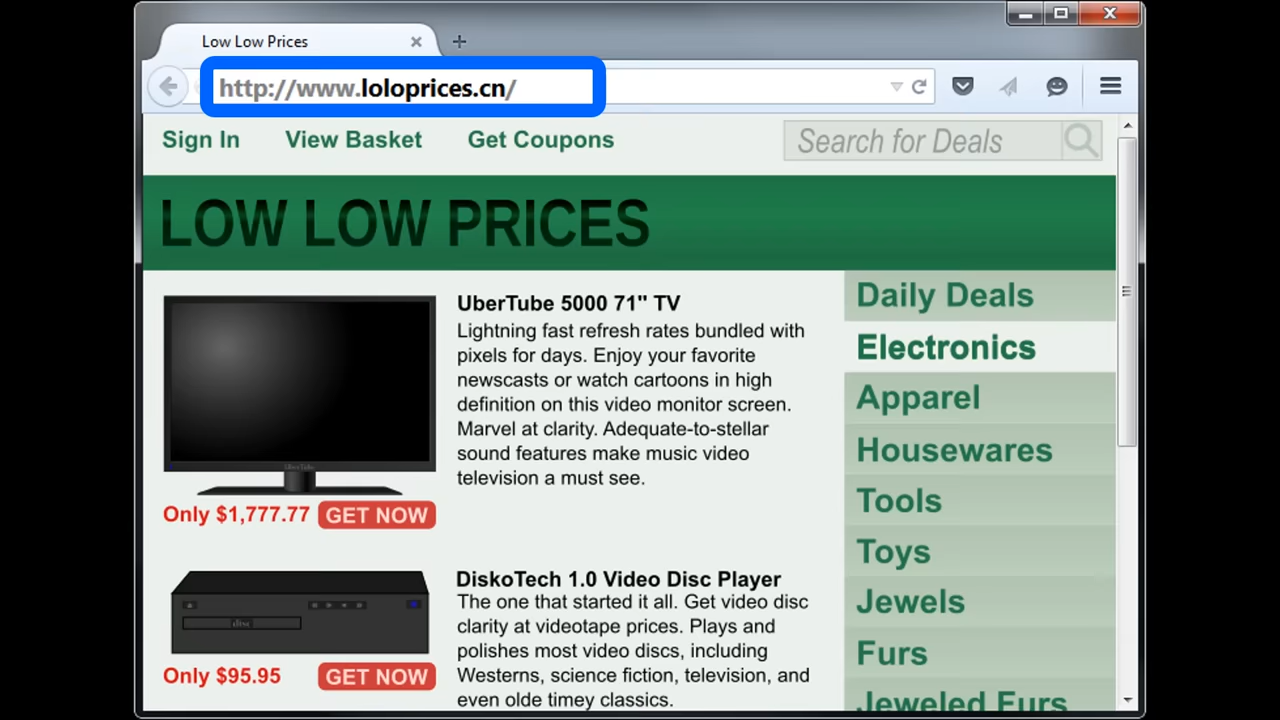 Low Low Prices
http://www.loloprices.cn/
Sign In View Basket Get Coupons
Search for Deals
LOW LOW PRICES
UberTube 5000 71" TV
Lightning fast refresh rates bundled with
pixels for days. Enjoy your favorite
newscasts or watch cartoons in high
definition on this video monitor screen.
Marvel at clarity. Adequate-to-stellar
sound features make music video
television a must see.
UberTube
Only $1,777.77 GET NOW
DiskoTech 1.0 Video Disc Player
The one that started it all. Get video disc
clarity at videotape prices. Plays and
polishes most video discs, including
Westerns, science fiction, television, and
even olde timey classics.
disc
Only $95.95 GET NOW
Daily Deals
Electronics
Apparel
Housewares
Tools
Toys
Jewels
Furs
Jeweled Furs